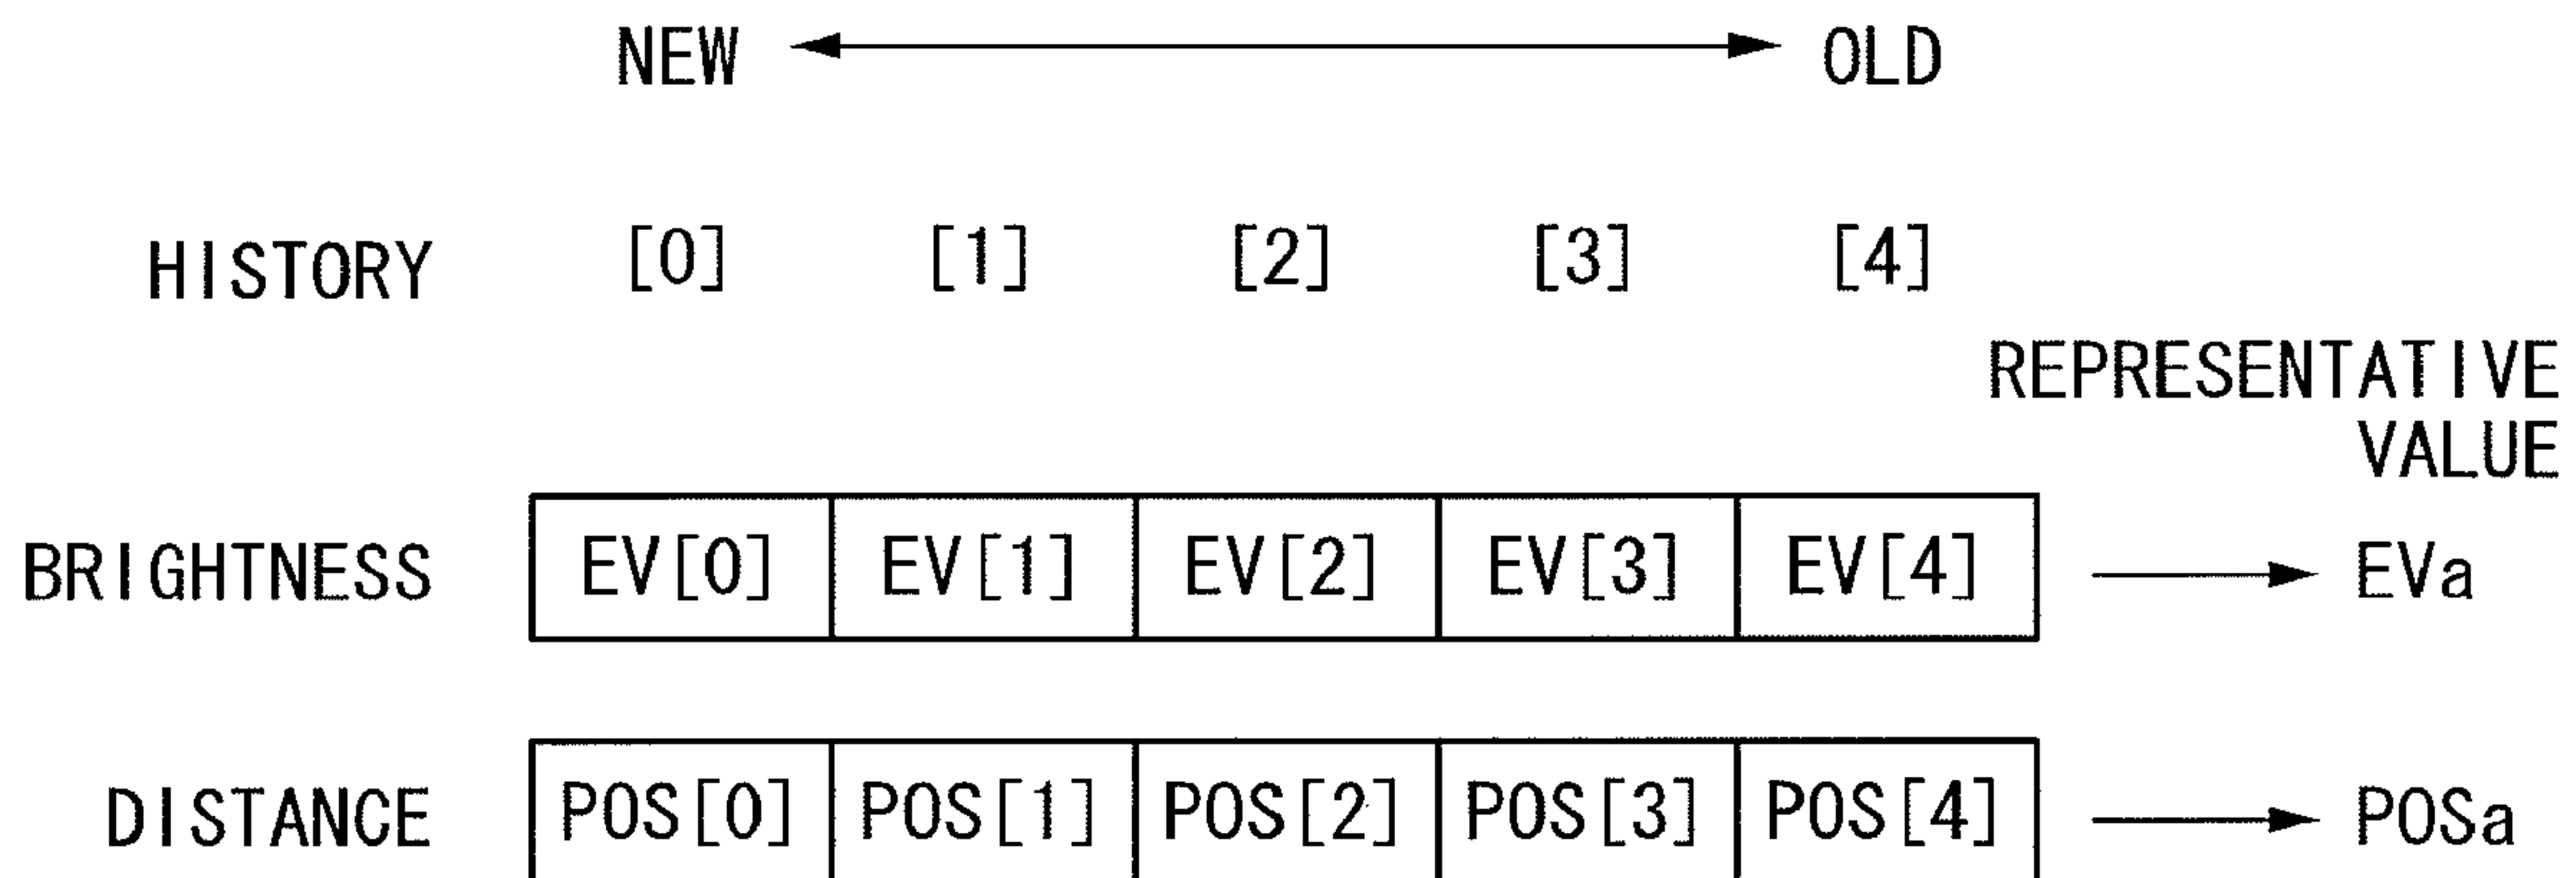 NEW OLD
HISTORY [0] [1] [2] [3] [4]
REPRESENTATIVE
VALUE
BRIGHTNESS EV[0] EV[1] EV[2] EV[3] EV[4] EVa
DISTANCE POS[0] POS[1] POS[2] POS[3] POS[4] POSa